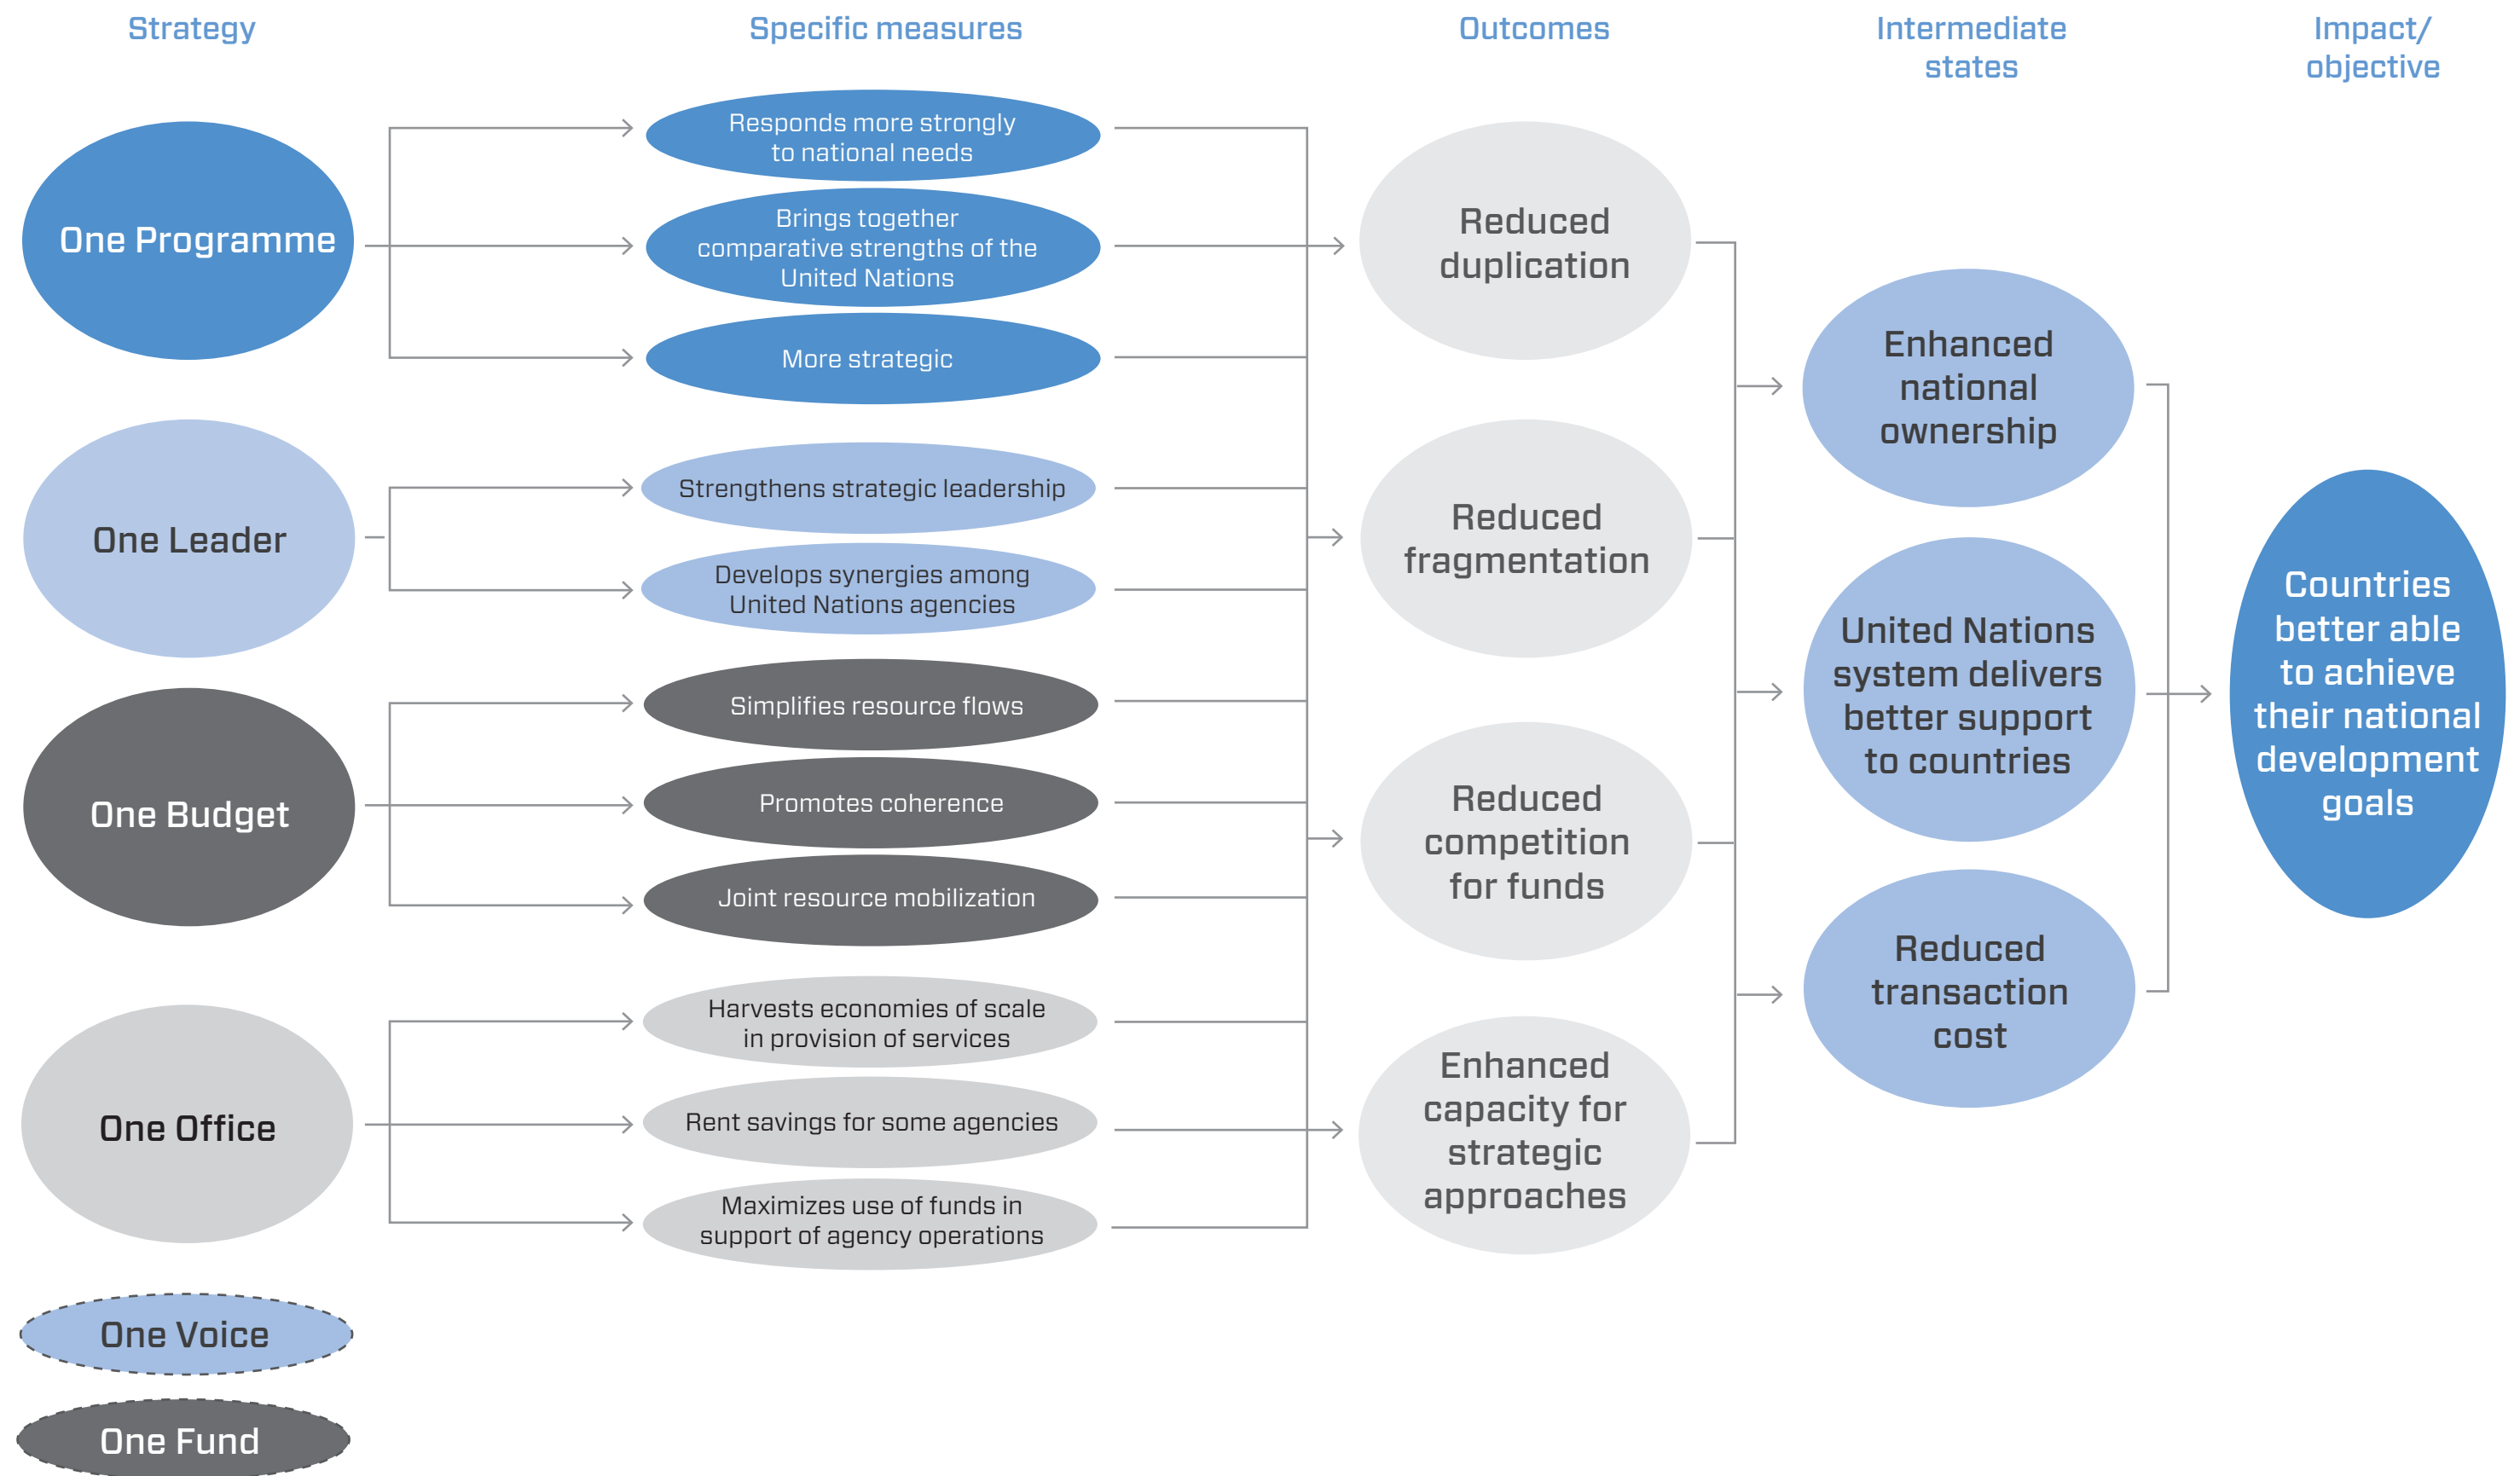 Strategy
Specific measures
Outcomes
Intermediate
states
Impact/
objective
One Programme
Responds more strongly
to national needs
Brings together
comparative strengths of the
United Nations
More strategic
One Leader
Strengthens strategic leadership
Develops synergies among
United Nations agencies
One Budget
Simplifies resource flows
Promotes coherence
Joint resource mobilization
One Office
Harvests economies of scale
in provision of services
Rent savings for some agencies
Maximizes use of funds in
support of agency operations
One Voice
One Fund
Reduced
duplication
Reduced
fragmentation
Reduced
competition
for funds
Enhanced
capacity for
strategic
approaches
Enhanced
national
ownership
United Nations
system delivers
better support
to countries
Reduced
transaction
cost
Countries
better able
to achieve
their national
development
goals